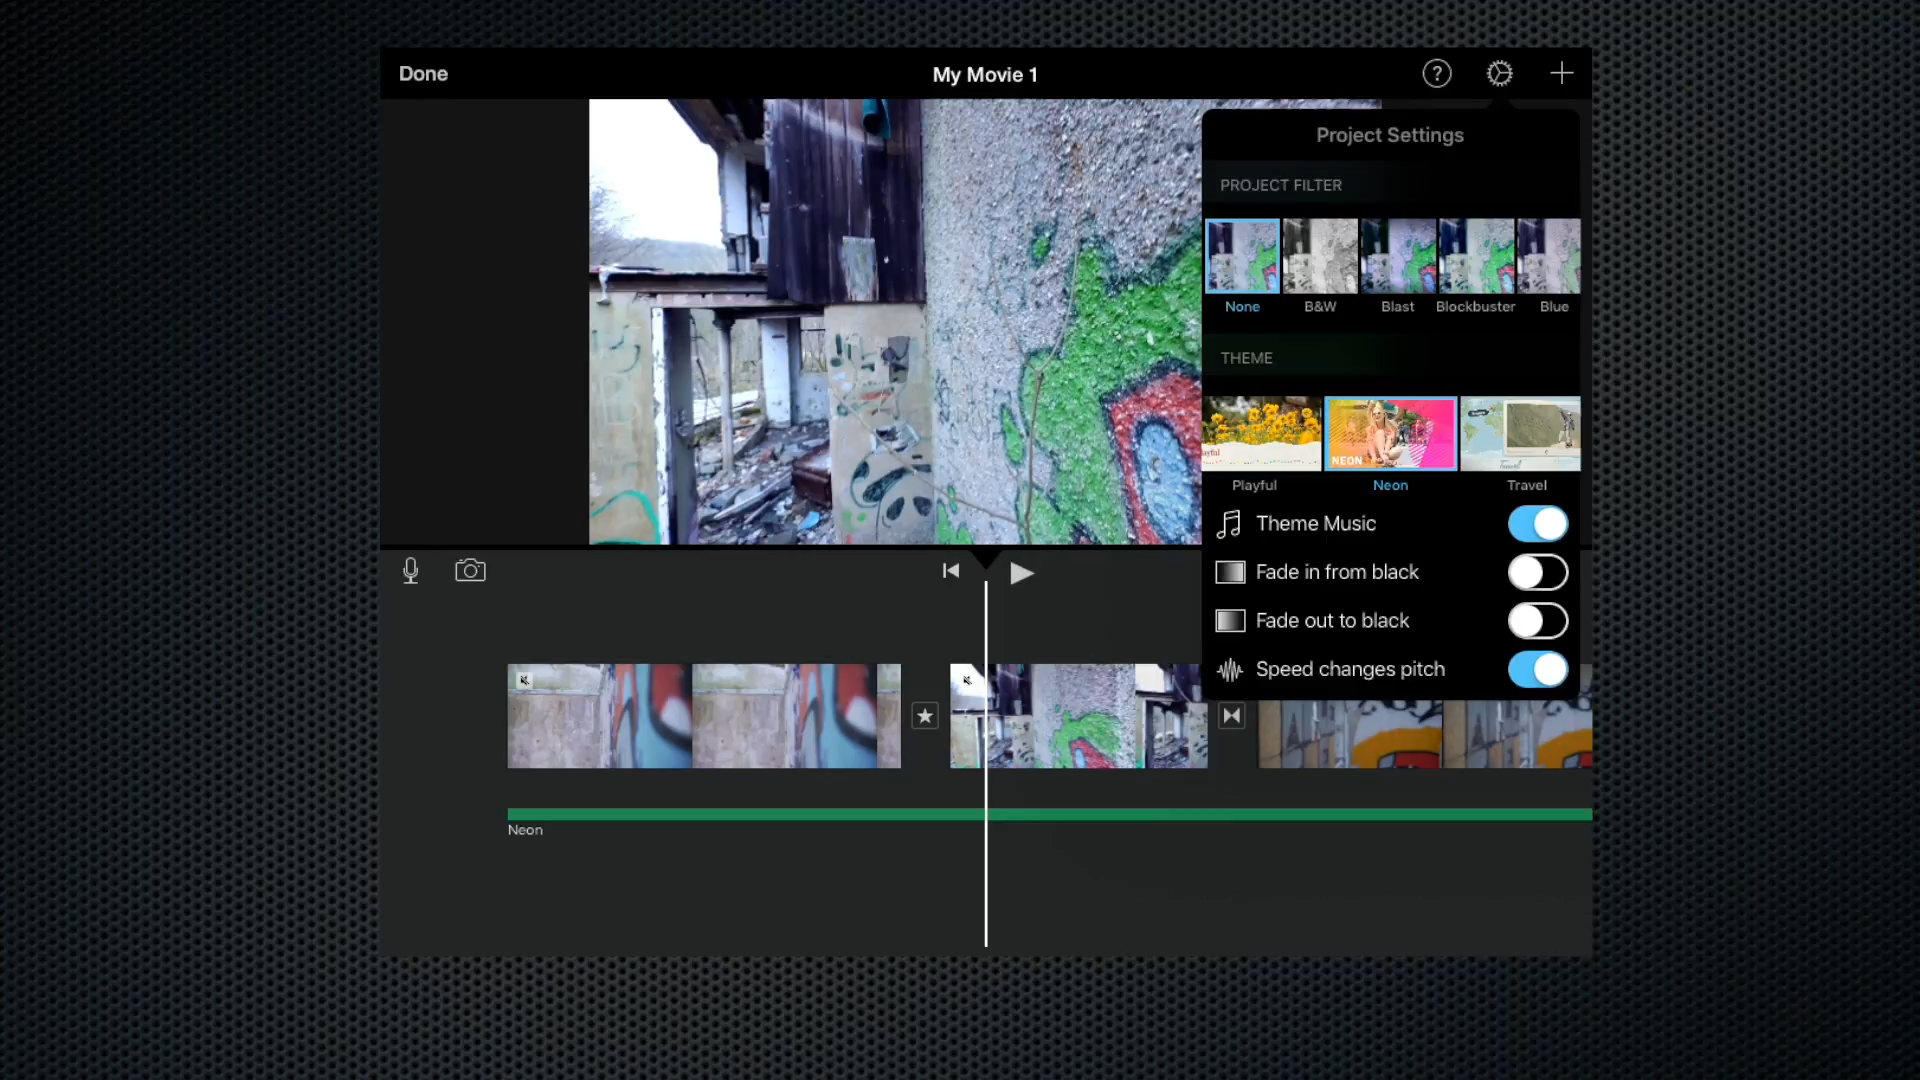 Done
My Movie 1
?
Project Settings
PROJECT FILTER
None
B&W
Blast
Blockbuster
Blue
THEME
NEON
Travel
Playful
Neon
Travel
Theme Music
Fade in from black
Fade out to black
Speed changes pitch
Neon